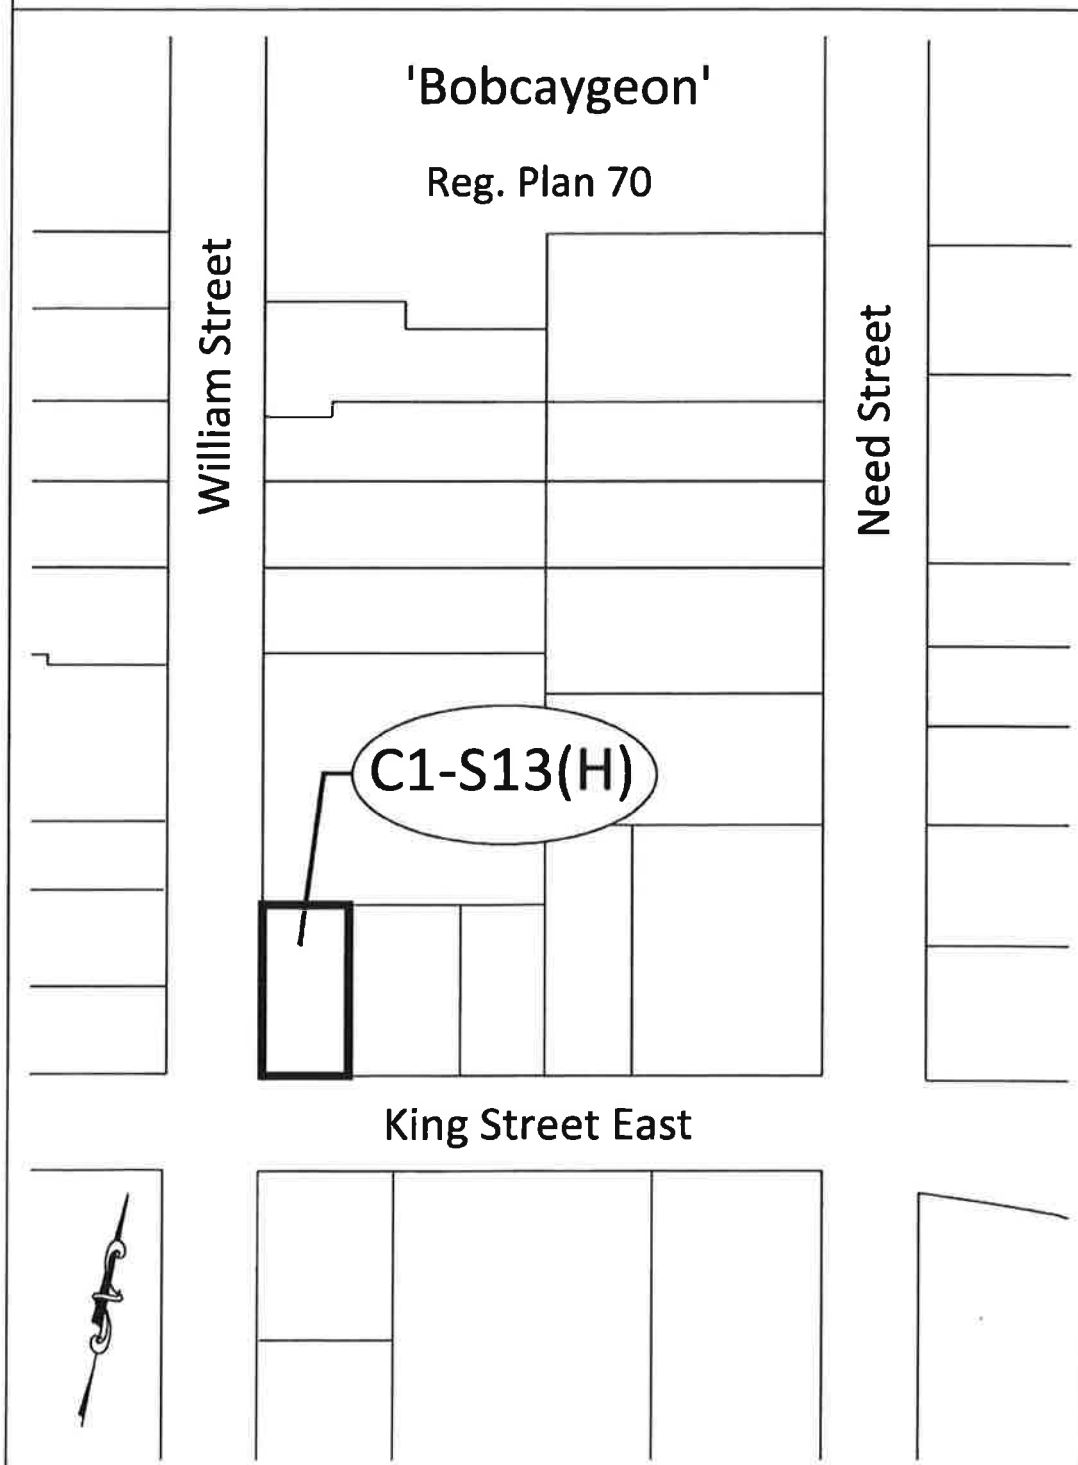 'Bobcaygeon'
Reg. Plan 70
William Street
Need Street
C1-S13(H)
King Street East